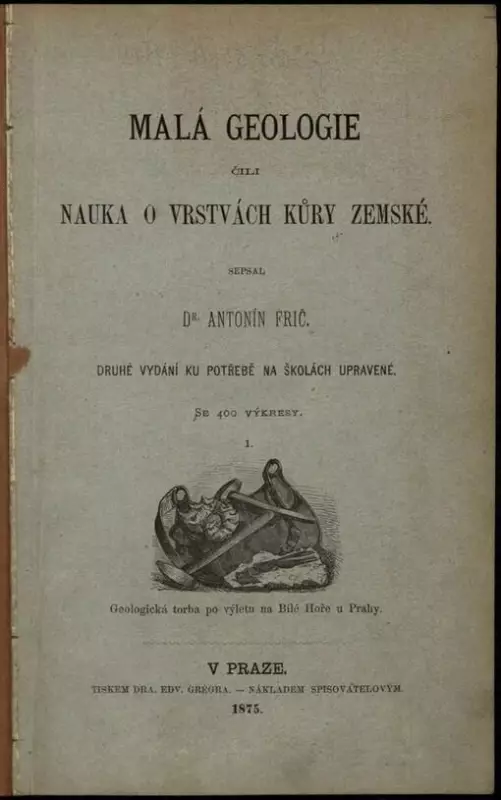 MALÁ GEOLOGIE
ČILI
NAUKA O VRSTVÁCH KŮRY ZEMSKÉ.
SEPSAL
DR. ANTONÍN FRIČ.
DRUHÉ VYDÁNÍ KU POTŘEBĚ NA ŠKOLÁCH UPRAVENÉ.
SE 400 VÝKRESY.
I.
Geologická torba po výletu na Bílé Hoře u Prahy.
V PRAZE.
TISKEM DRA. EDV. GRÉGRA. — NÁKLADEM SPISOVATELOVÝM.
1875.